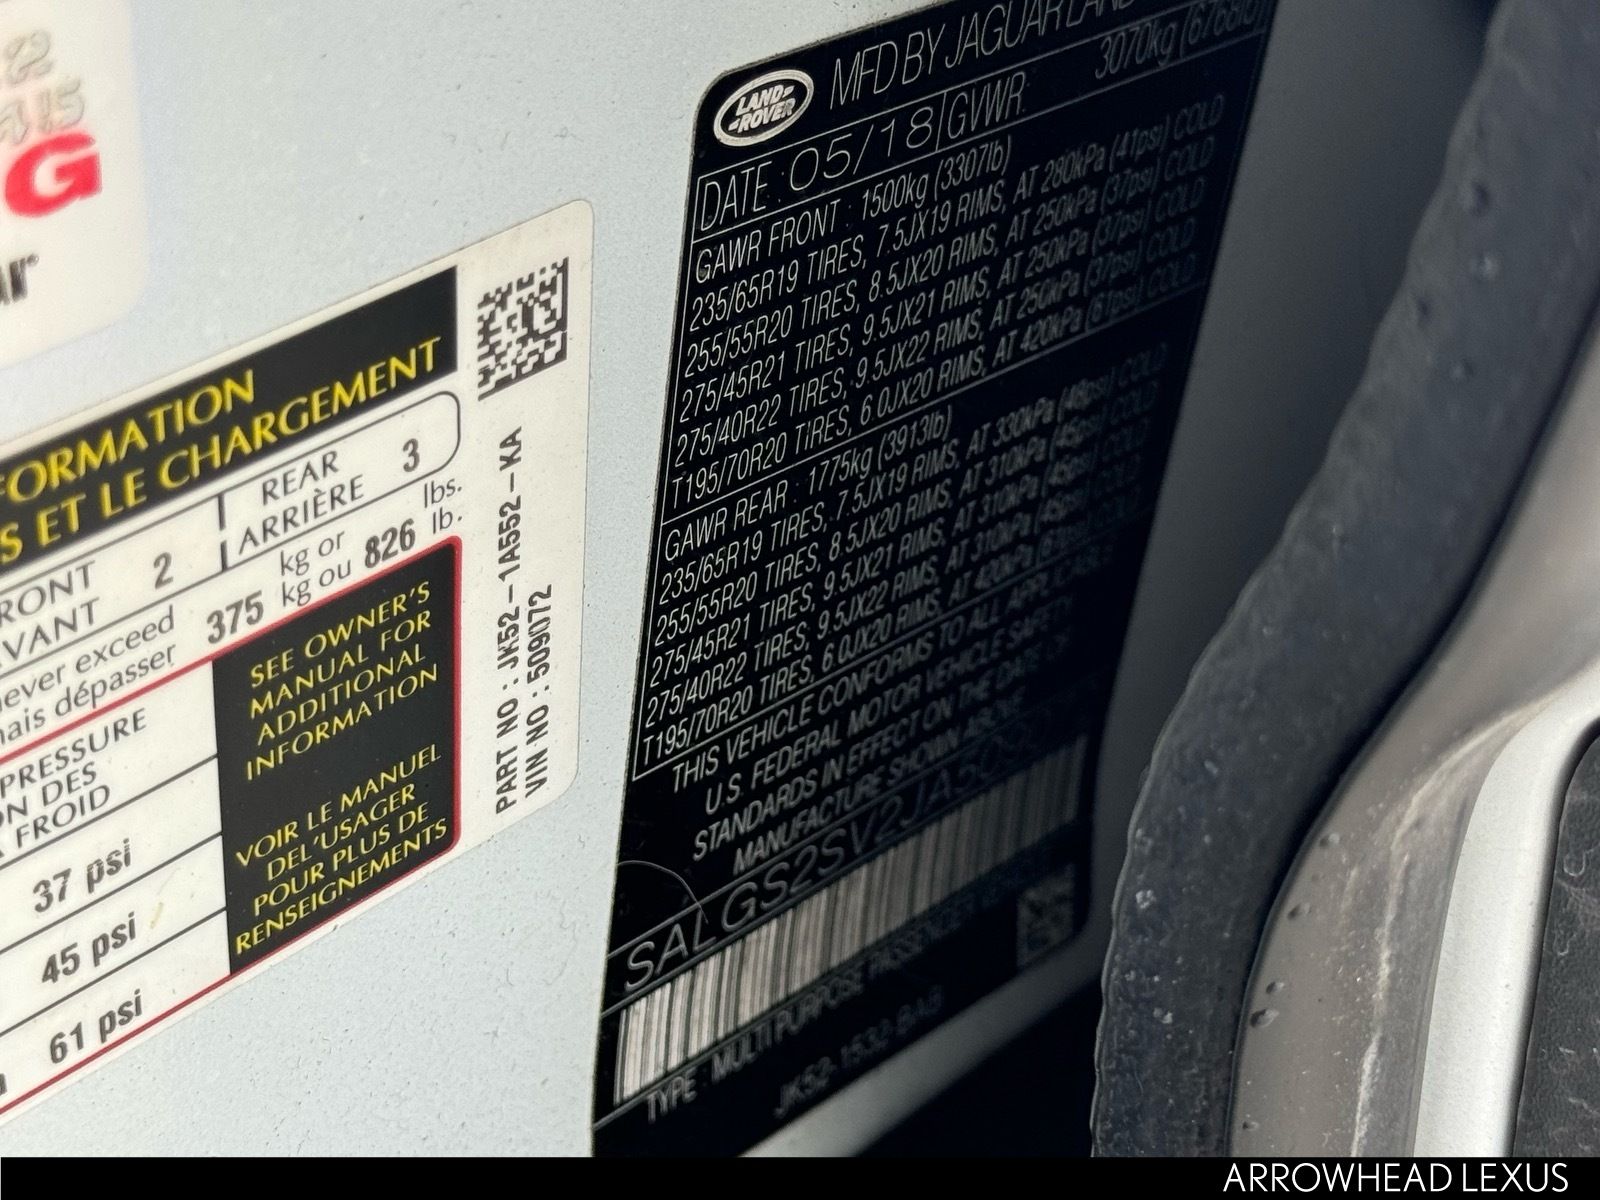 G
FORMATION
S ET LE CHARGEMENT
FRONT 2 REAR 3
AVANT ARRIÈRE
never exceed 375 kg or 826 lbs.
mais dépasser kg ou lb.
PRESSURE
ON DES
FROID
37 psi
45 psi
61 psi
SEE OWNER'S
MANUAL FOR
ADDITIONAL
INFORMATION
VOIR LE MANUEL
DEL'USAGER
POUR PLUS DE
RENSEIGNEMENTS
PART NO : JK52-1A552-KA
VIN NO : 509072
LAND-
-ROVER
MFD BY JAGUAR LAND
DATE : 05/18 GVWR: 3070kg (6768lb)
GAWR FRONT : 1500kg (3307lb)
235/65R19 TIRES, 7.5JX19 RIMS, AT 280kPa (41psi) COLD
255/55R20 TIRES, 8.5JX20 RIMS, AT 250kPa (37psi) COLD
275/45R21 TIRES, 9.5JX21 RIMS, AT 250kPa (37psi) COLD
275/40R22 TIRES, 9.5JX22 RIMS, AT 250kPa (37psi) COLD
T195/70R20 TIRES, 6.0JX20 RIMS, AT 420kPa (61psi) COLD
GAWR REAR : 1775kg (3913lb)
235/65R19 TIRES, 7.5JX19 RIMS, AT 330kPa (48psi) COLD
255/55R20 TIRES, 8.5JX20 RIMS, AT 310kPa (45psi) COLD
275/45R21 TIRES, 9.5JX21 RIMS, AT 310kPa (45psi) COLD
275/40R22 TIRES, 9.5JX22 RIMS, AT 310kPa (45psi) COLD
T195/70R20 TIRES, 6.0JX20 RIMS, AT 420kPa
THIS VEHICLE CONFORMS TO ALL APPLICABLE
U.S. FEDERAL MOTOR VEHICLE SAFETY
STANDARDS IN EFFECT ON THE DATE OF
MANUFACTURE SHOWN ABOVE
SALGS2SV2JA50
TYPE : MULTI PURPOSE PASSENGER
JK52-1532-BAB
ARROWHEAD LEXUS